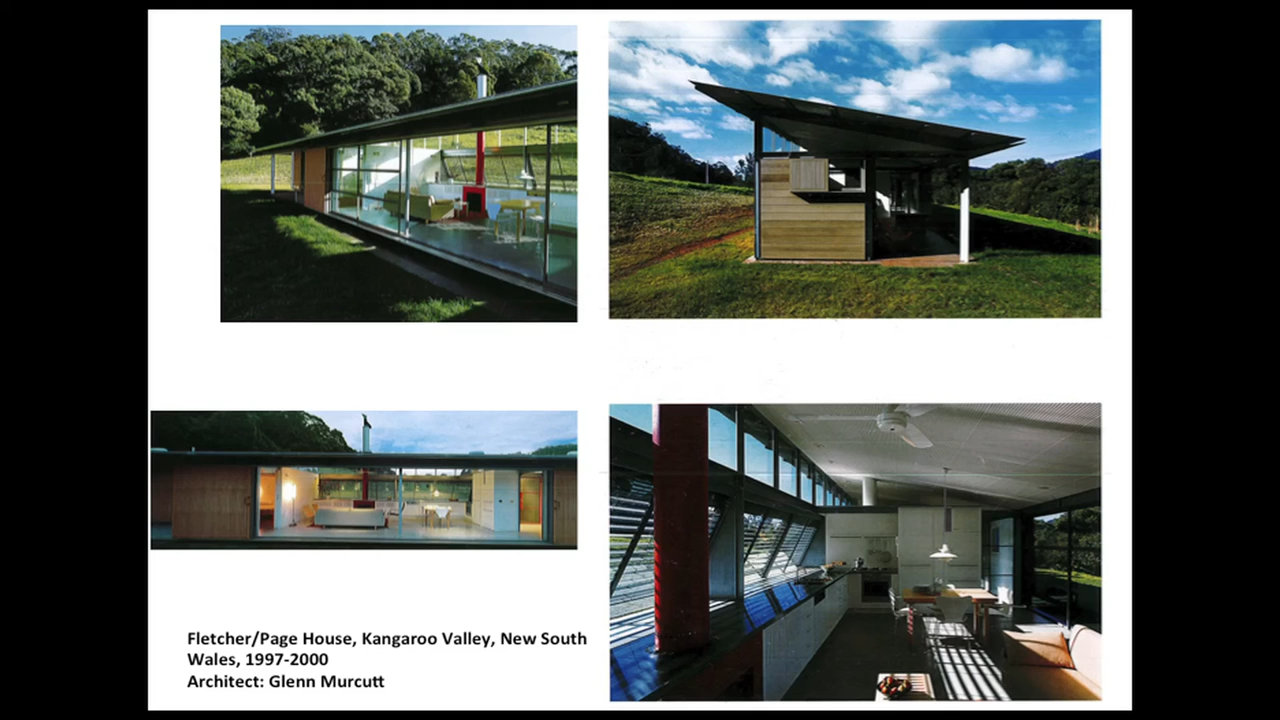 Fletcher/Page House, Kangaroo Valley, New South
Wales, 1997-2000
Architect: Glenn Murcutt